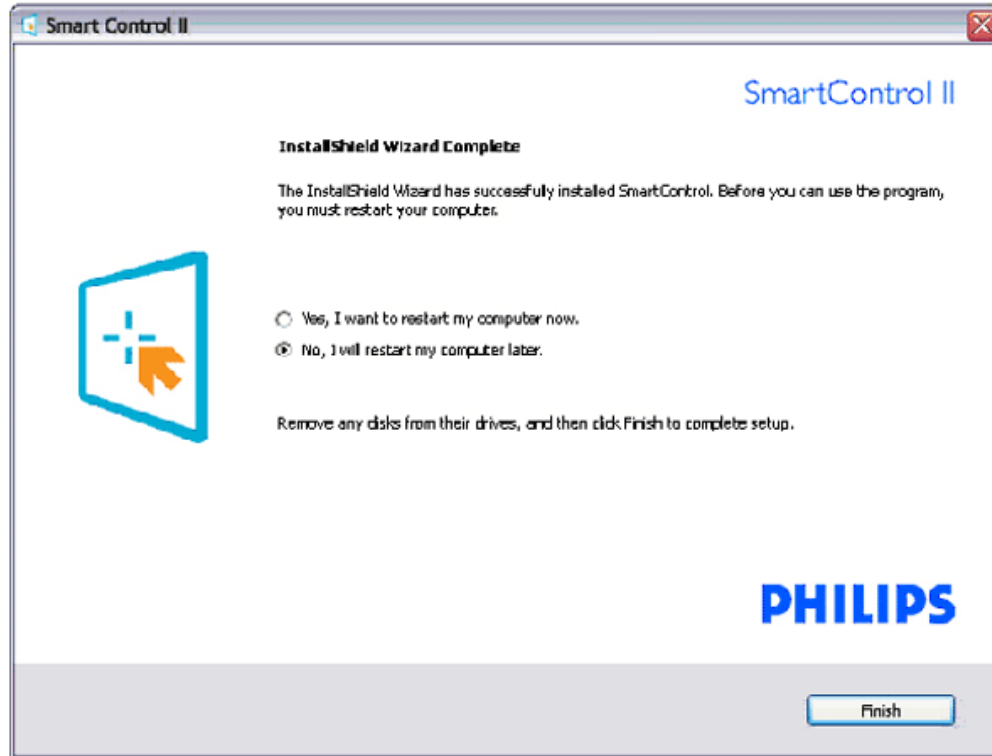 Smart Control II
SmartControl II
InstallShield Wizard Complete
The InstallShield Wizard has successfully installed SmartControl. Before you can use the program,
you must restart your computer.
Yes, I want to restart my computer now.
No, I will restart my computer later.
Remove any disks from their drives, and then click Finish to complete setup.
PHILIPS
Finish